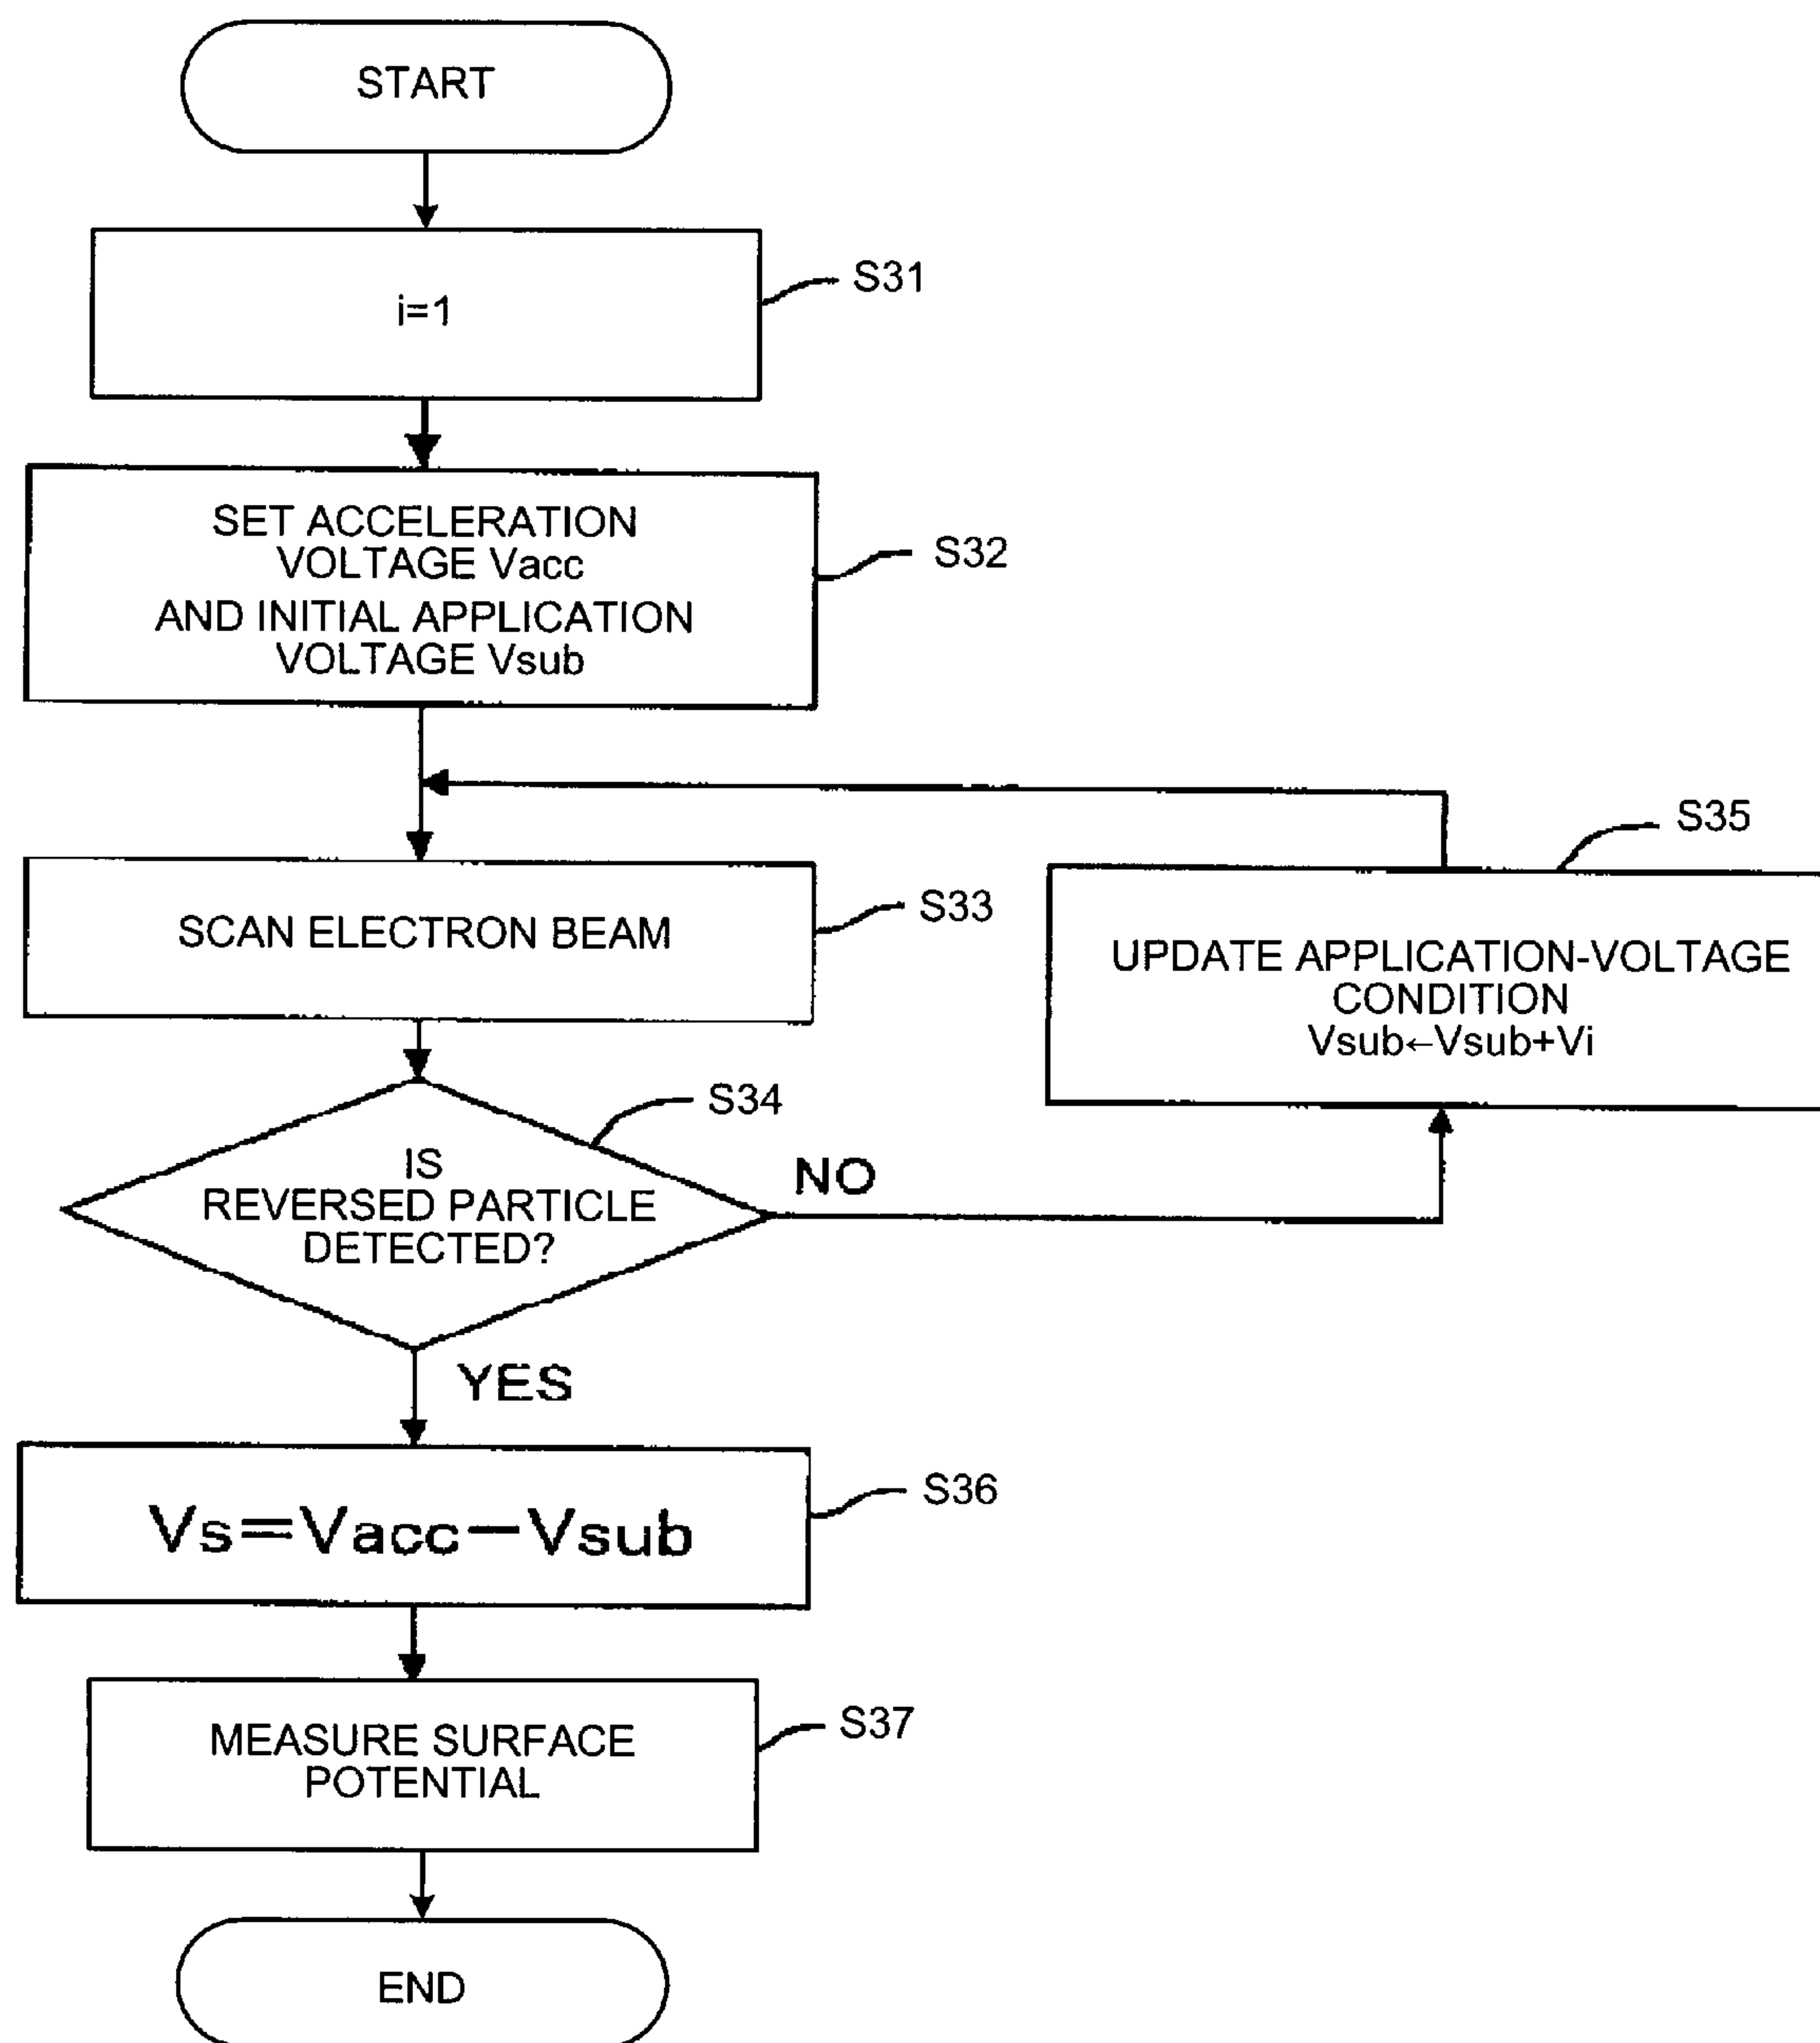 START
i=1
S31
SET ACCELERATION
VOLTAGE Vacc
AND INITIAL APPLICATION
VOLTAGE Vsub
S32
SCAN ELECTRON BEAM
S33
S35
UPDATE APPLICATION-VOLTAGE
CONDITION
Vsub←Vsub+Vi
S34
IS
REVERSED PARTICLE
DETECTED?
NO
YES
Vs=Vacc−Vsub
S36
MEASURE SURFACE
POTENTIAL
S37
END